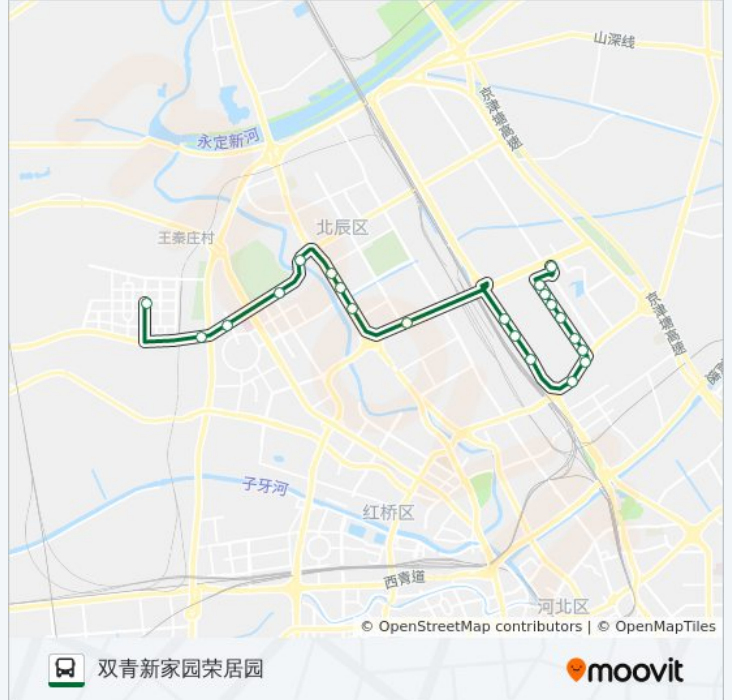 山深线
京津塘高速
永定新河
北辰区
王秦庄村
京津塘高速
子牙河
红桥区
西青道
河北区
© OpenStreetMap contributors | © OpenMapTiles
双青新家园荣居园
moovit